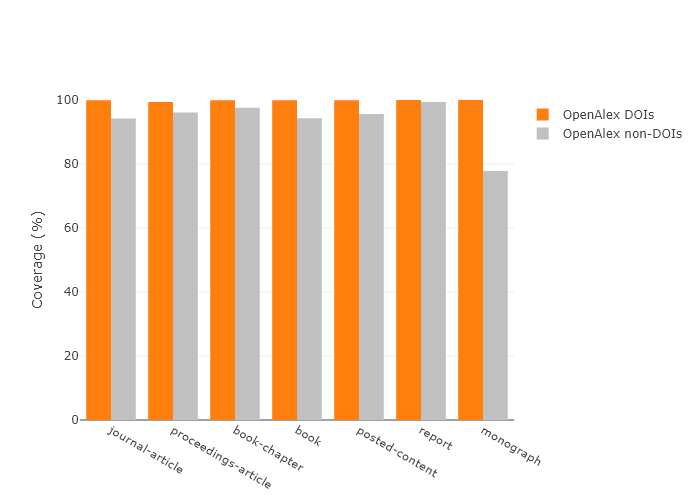 100
80
60
40
20
0
Coverage (%)
journal-article
proceedings-article
book-chapter
book
posted-content
report
monograph
OpenAlex DOIs
OpenAlex non-DOIs